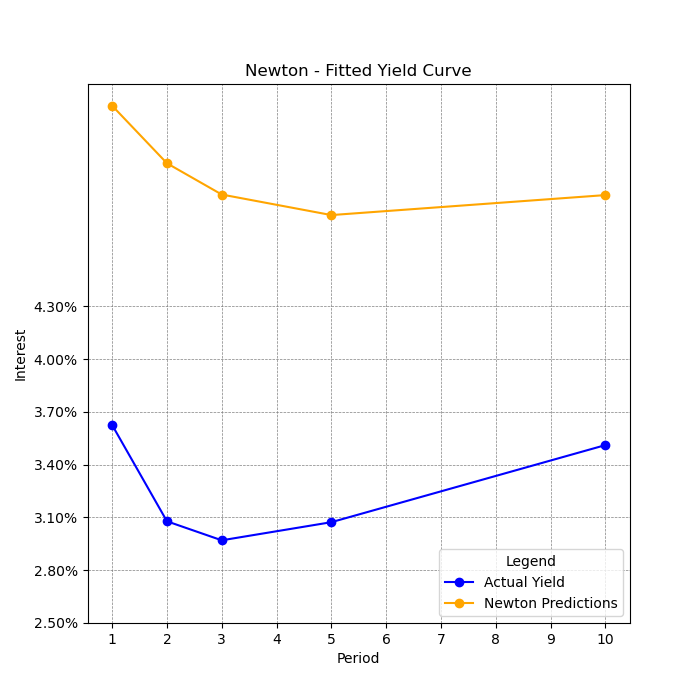 Newton - Fitted Yield Curve
4.30%
4.00%
3.70%
3.40%
3.10%
2.80%
2.50%
Interest
1 2 3 4 5 6 7 8 9 10
Period
Legend
Actual Yield
Newton Predictions